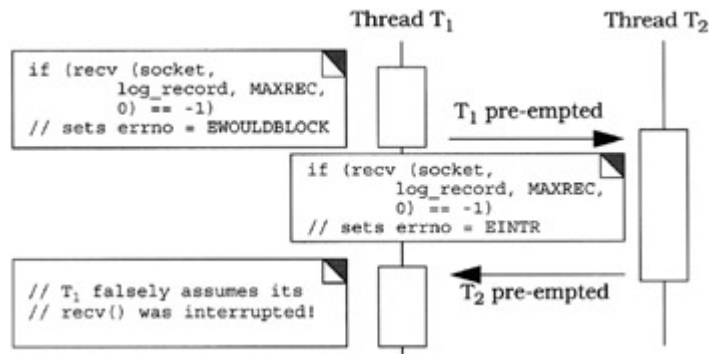 Thread T₁
Thread T₂
if (recv (socket,
log_record, MAXREC,
0) == -1)
// sets errno = EWOULDBLOCK
T₁ pre-empted
if (recv (socket,
log_record, MAXREC,
0) == -1)
// sets errno = EINTR
T₂ pre-empted
// T₁ falsely assumes its
// recv() was interrupted!